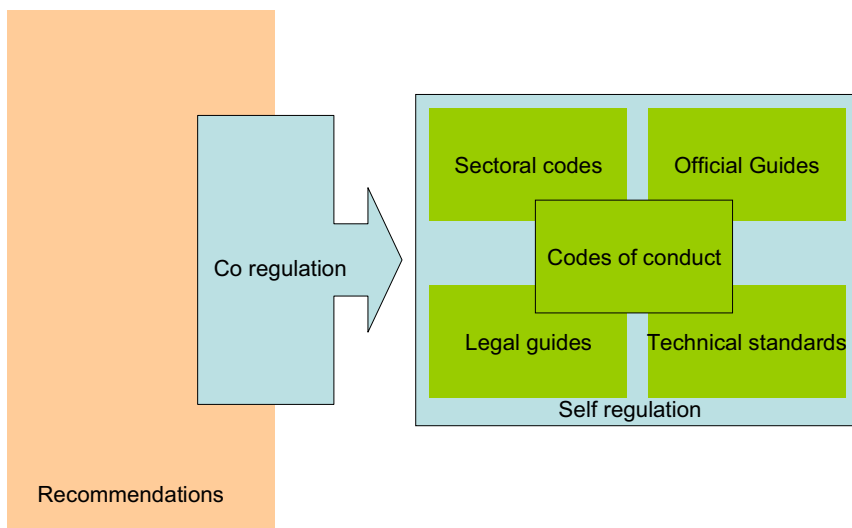 Sectoral codes
Official Guides
Co regulation
Codes of conduct
Legal guides
Technical standards
Self regulation
Recommendations